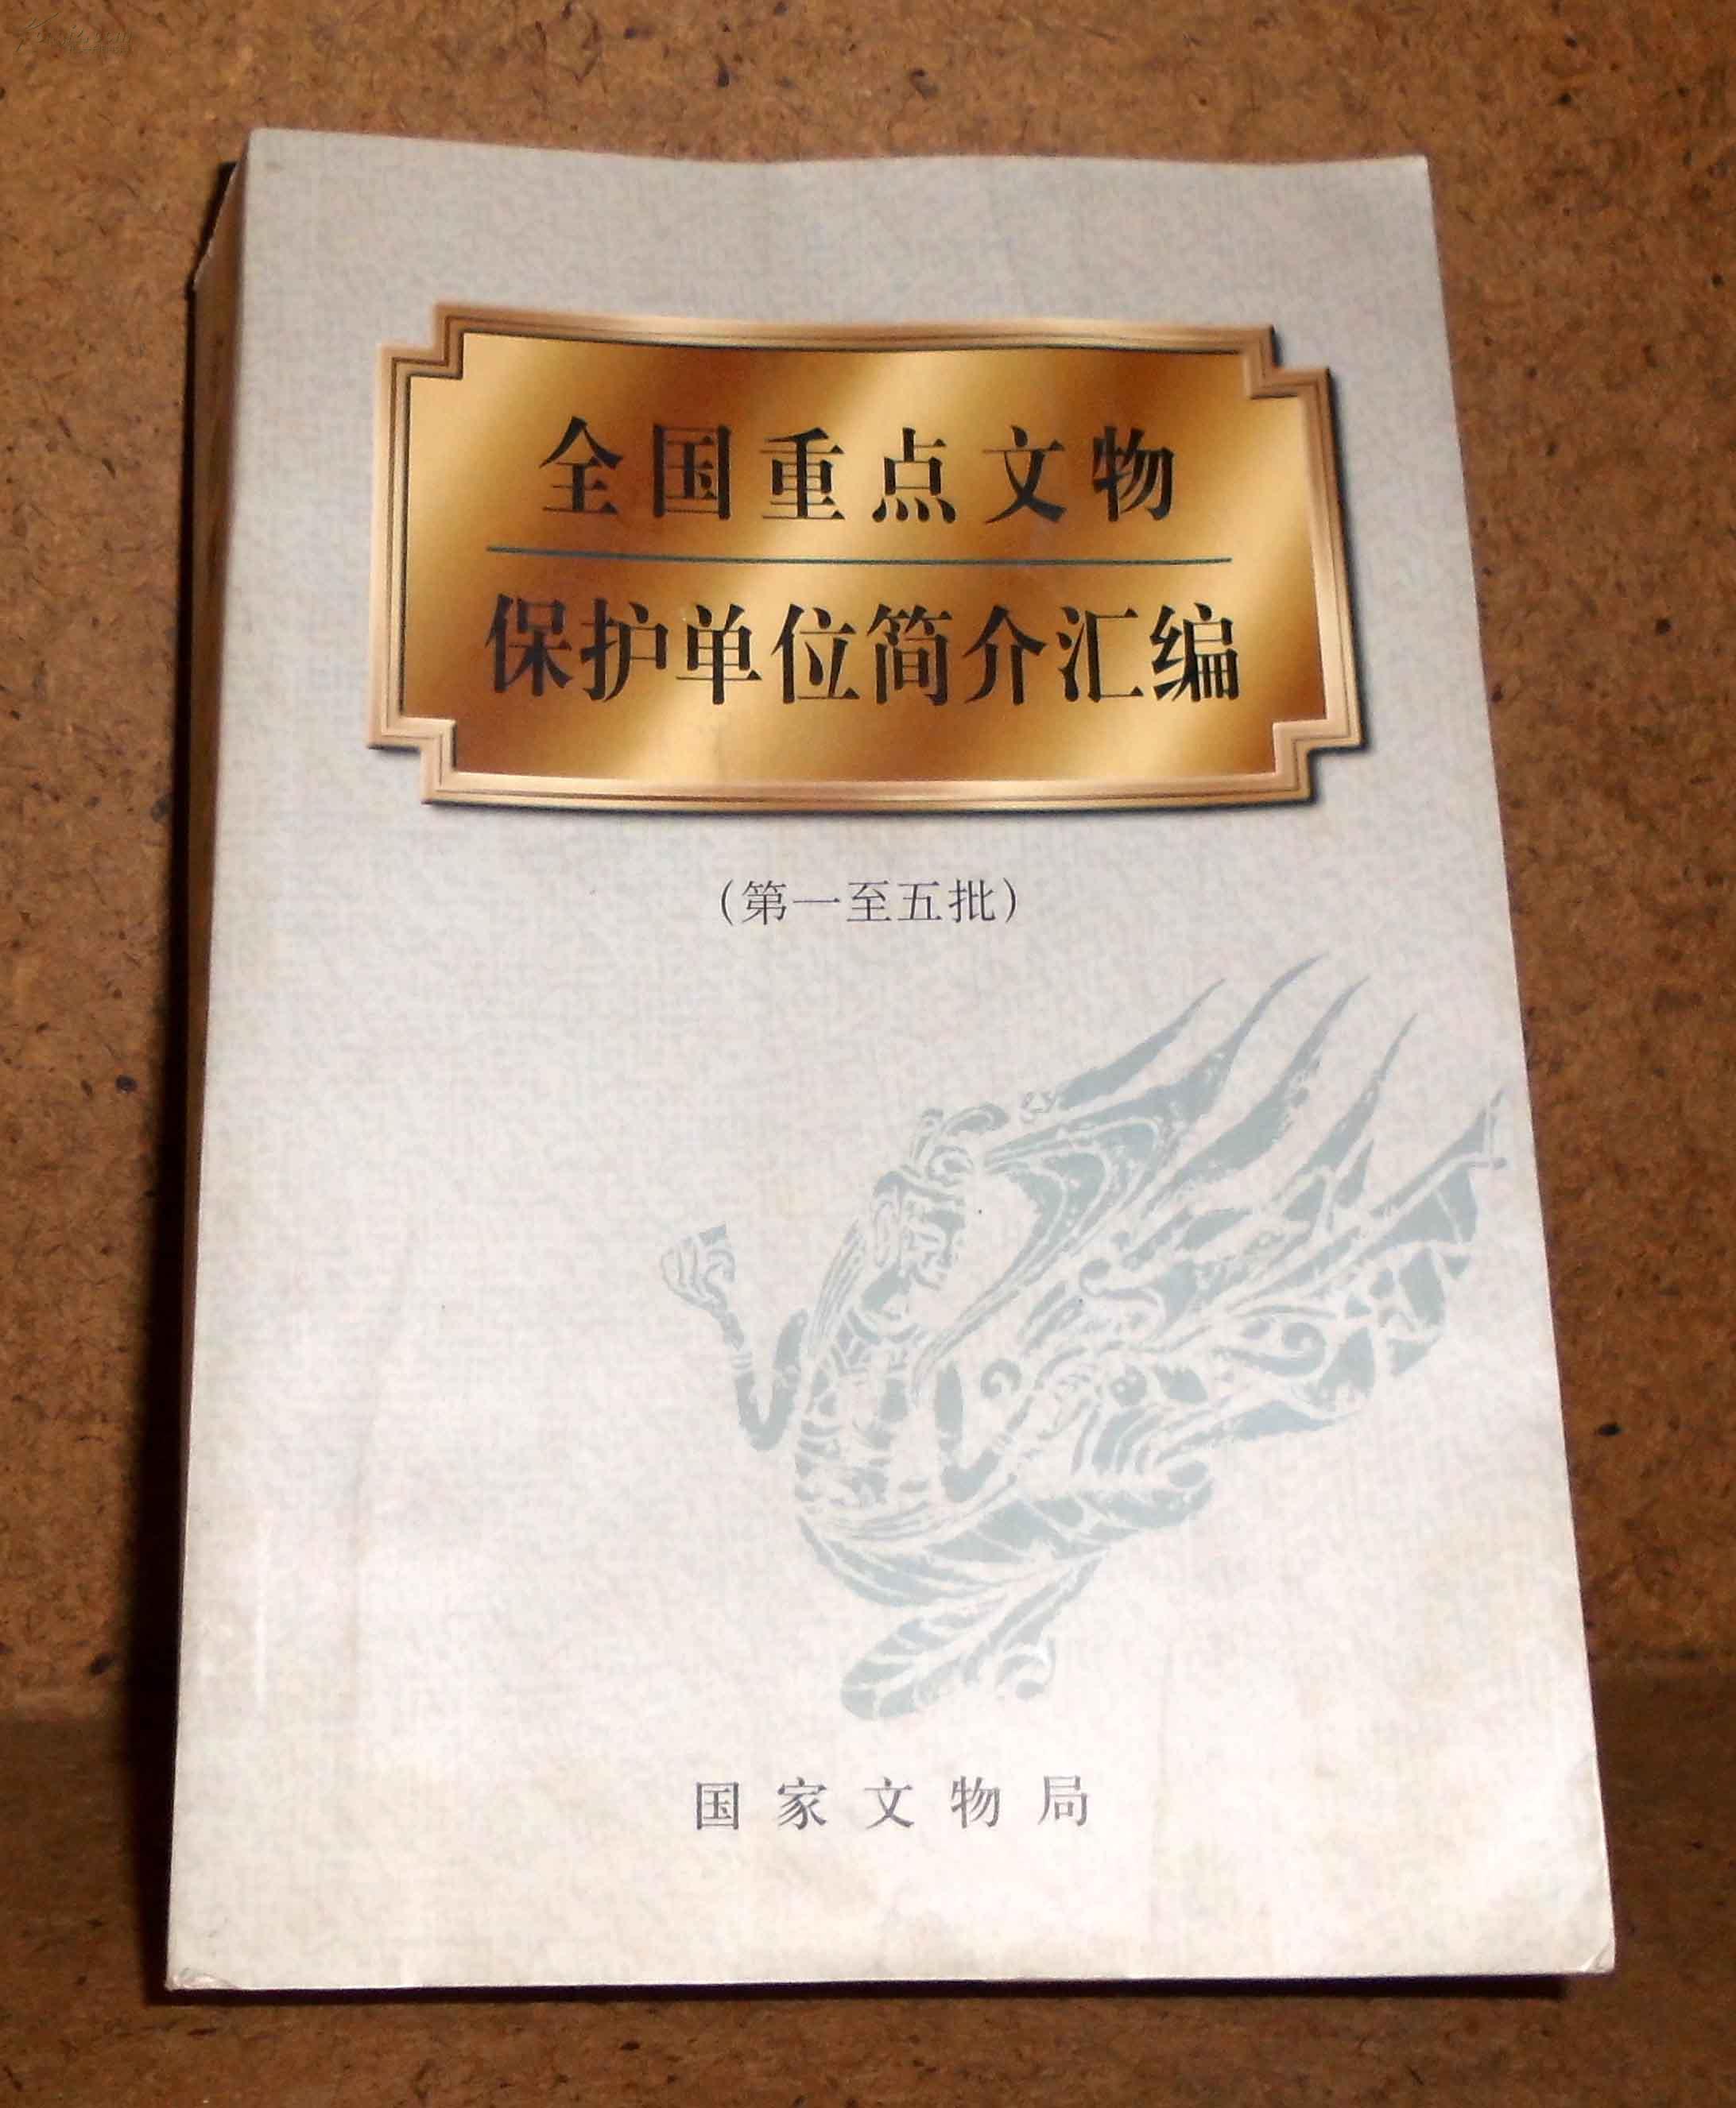 全国重点文物
保护单位简介汇编
（第一至五批）
国家文物局